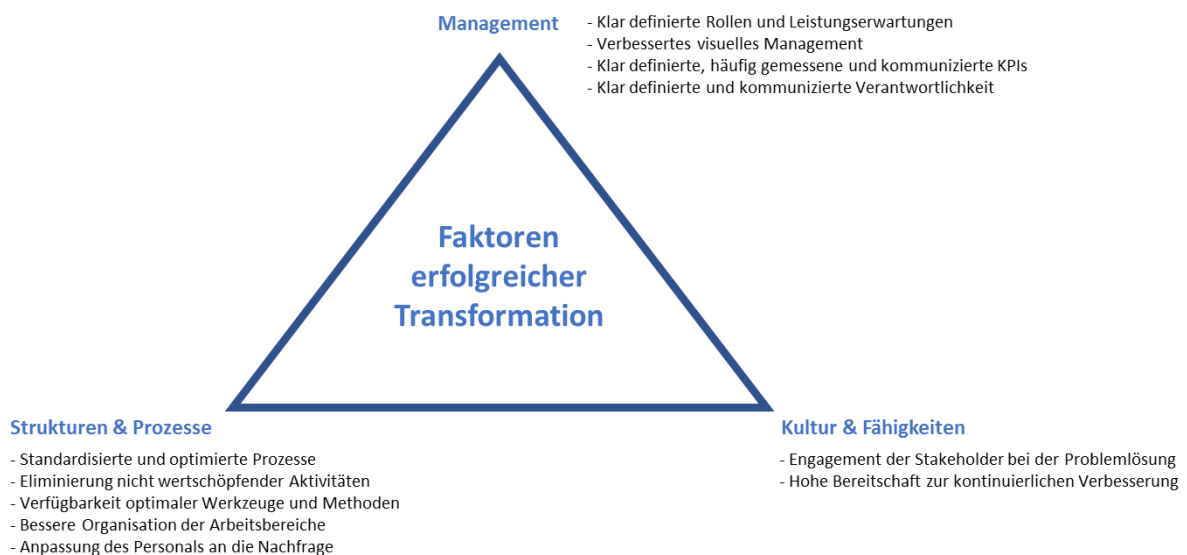 Management
- Klar definierte Rollen und Leistungserwartungen
- Verbessertes visuelles Management
- Klar definierte, häufig gemessene und kommunizierte KPIs
- Klar definierte und kommunizierte Verantwortlichkeit
Faktoren
erfolgreicher
Transformation
Strukturen & Prozesse
- Standardisierte und optimierte Prozesse
- Eliminierung nicht wertschöpfender Aktivitäten
- Verfügbarkeit optimaler Werkzeuge und Methoden
- Bessere Organisation der Arbeitsbereiche
- Anpassung des Personals an die Nachfrage
Kultur & Fähigkeiten
- Engagement der Stakeholder bei der Problemlösung
- Hohe Bereitschaft zur kontinuierlichen Verbesserung